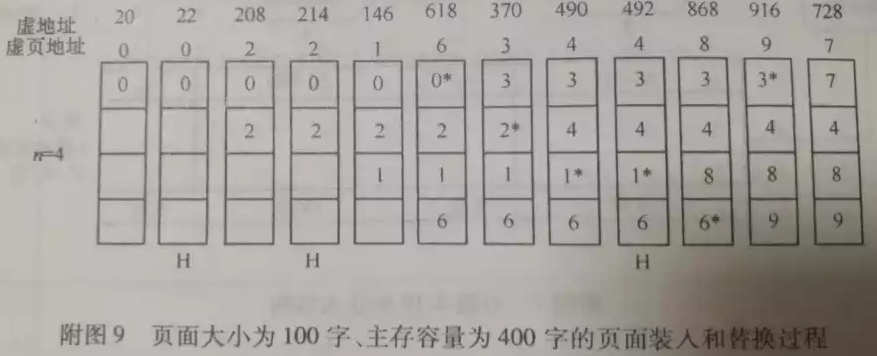 虚地址 20 22 208 214 146 618 370 490 492 868 916 728
虚页地址 0 0 2 2 1 6 3 4 4 8 9 7
0 0 0 0 0 0* 3 3 3 3 3* 7
2 2 2 2 2* 4 4 4 4 4
n=4
1 1 1 1* 1* 8 8 8
6 6 6 6 6* 9 9
H H H
附图9 页面大小为100字、主存容量为400字的页面装入和替换过程